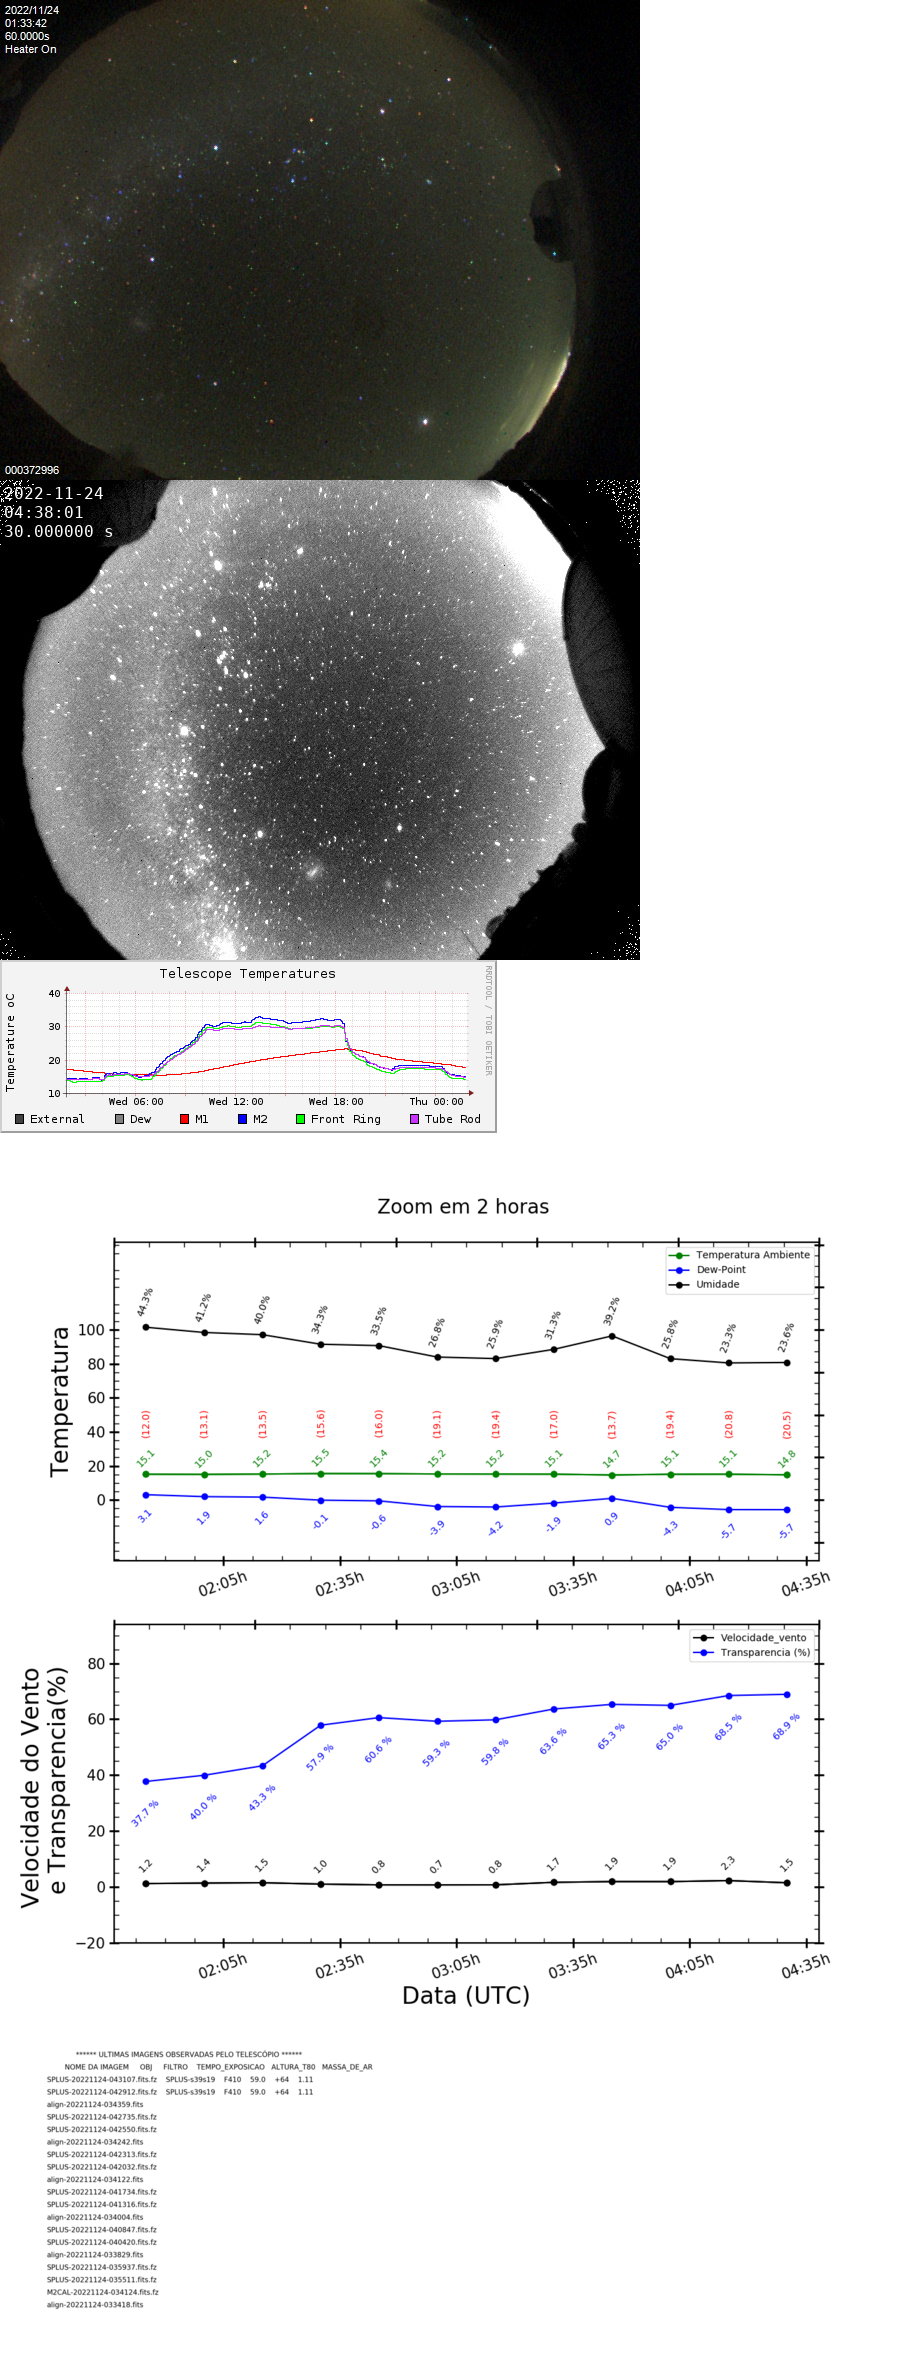 2022/11/24
01:33:42
60.0000s
Heater On
000372996
2022-11-24
04:38:01
30.000000 s
Telescope Temperatures
RRDTOOL / TOBI OETIKER
Temperature oC
40
30
20
10
Wed 06:00 Wed 12:00 Wed 18:00 Thu 00:00
External Dew M1 M2 Front Ring Tube Rod
Zoom em 2 horas
Temperatura Ambiente
Dew-Point
Umidade
Temperatura
100
80
60
40
20
0
44.3% 41.2% 40.0% 34.3% 33.5% 26.8% 25.9% 31.3% 39.2% 25.8% 23.3% 23.6%
(12.0) (13.1) (13.5) (15.6) (16.0) (19.1) (19.4) (17.0) (13.7) (19.4) (20.8) (20.5)
15.1 15.0 15.2 15.5 15.4 15.2 15.2 15.1 14.7 15.1 15.1 14.8
3.1 1.9 1.6 -0.1 -0.6 -3.9 -4.2 -1.9 0.9 -4.3 -5.7 -5.7
02:05h 02:35h 03:05h 03:35h 04:05h 04:35h
Velocidade_vento
Transparencia (%)
Velocidade do Vento
e Transparencia(%)
80
60
40
20
0
−20
37.7 % 40.0 % 43.3 % 57.9 % 60.6 % 59.3 % 59.8 % 63.6 % 65.3 % 65.0 % 68.5 % 68.9 %
1.2 1.4 1.5 1.0 0.8 0.7 0.8 1.7 1.9 1.9 2.3 1.5
02:05h 02:35h 03:05h 03:35h 04:05h 04:35h
Data (UTC)
****** ULTIMAS IMAGENS OBSERVADAS PELO TELESCÓPIO ******
NOME DA IMAGEM OBJ FILTRO TEMPO_EXPOSICAO ALTURA_T80 MASSA_DE_AR
SPLUS-20221124-043107.fits.fz SPLUS-s39s19 F410 59.0 +64 1.11
SPLUS-20221124-042912.fits.fz SPLUS-s39s19 F410 59.0 +64 1.11
align-20221124-034359.fits
SPLUS-20221124-042735.fits.fz
SPLUS-20221124-042550.fits.fz
align-20221124-034242.fits
SPLUS-20221124-042313.fits.fz
SPLUS-20221124-042032.fits.fz
align-20221124-034122.fits
SPLUS-20221124-041734.fits.fz
SPLUS-20221124-041316.fits.fz
align-20221124-034004.fits
SPLUS-20221124-040847.fits.fz
SPLUS-20221124-040420.fits.fz
align-20221124-033829.fits
SPLUS-20221124-035937.fits.fz
SPLUS-20221124-035511.fits.fz
M2CAL-20221124-034124.fits.fz
align-20221124-033418.fits